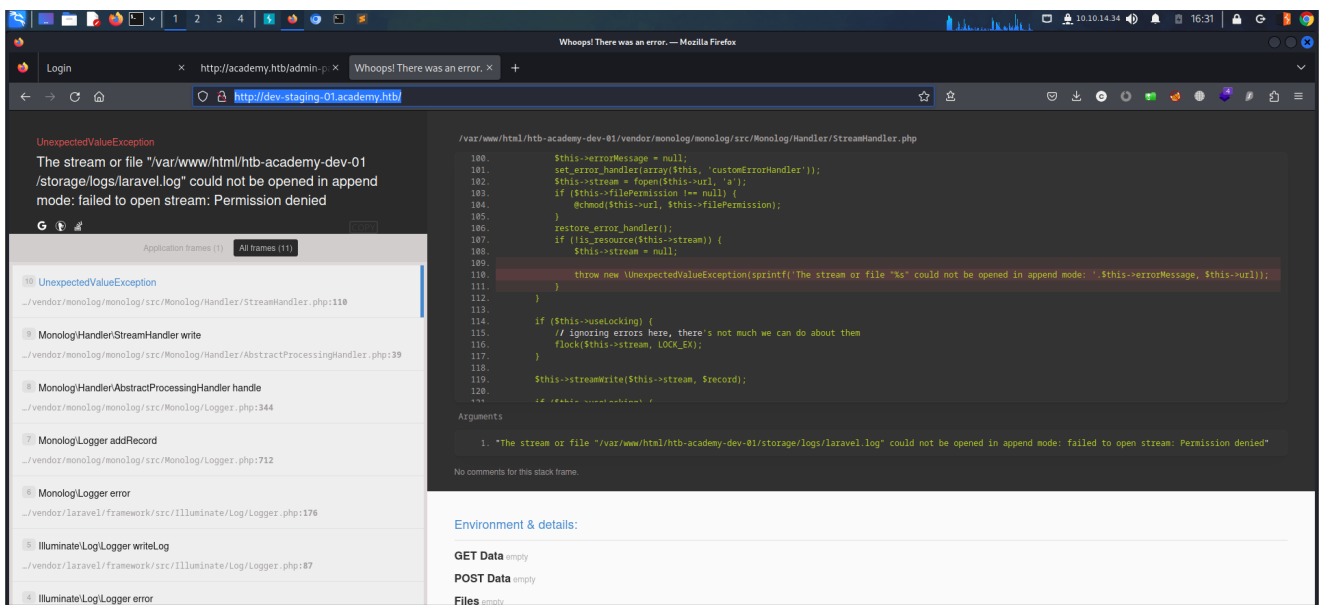 1 2 3 4
10.10.14.34
16:31
Whoops! There was an error. — Mozilla Firefox
Login
http://academy.htb/admin-p
Whoops! There was an error.
http://dev-staging-01.academy.htb/
UnexpectedValueException
The stream or file "/var/www/html/htb-academy-dev-01
/storage/logs/laravel.log" could not be opened in append
mode: failed to open stream: Permission denied
COPY
Application frames (1)
All frames (11)
10 UnexpectedValueException
…/vendor/monolog/monolog/src/Monolog/Handler/StreamHandler.php:110
9 Monolog\Handler\StreamHandler write
…/vendor/monolog/monolog/src/Monolog/Handler/AbstractProcessingHandler.php:39
8 Monolog\Handler\AbstractProcessingHandler handle
…/vendor/monolog/monolog/src/Monolog/Logger.php:344
7 Monolog\Logger addRecord
…/vendor/monolog/monolog/src/Monolog/Logger.php:712
6 Monolog\Logger error
…/vendor/laravel/framework/src/Illuminate/Log/Logger.php:176
5 Illuminate\Log\Logger writeLog
…/vendor/laravel/framework/src/Illuminate/Log/Logger.php:87
4 Illuminate\Log\Logger error
/var/www/html/htb-academy-dev-01/vendor/monolog/monolog/src/Monolog/Handler/StreamHandler.php
100. $this->errorMessage = null;
101. set_error_handler(array($this, 'customErrorHandler'));
102. $this->stream = fopen($this->url, 'a');
103. if ($this->filePermission !== null) {
104. @chmod($this->url, $this->filePermission);
105. }
106. restore_error_handler();
107. if (!is_resource($this->stream)) {
108. $this->stream = null;
109.
110. throw new \UnexpectedValueException(sprintf('The stream or file "%s" could not be opened in append mode: '.$this->errorMessage, $this->url));
111. }
112. }
113.
114. if ($this->useLocking) {
115. // ignoring errors here, there's not much we can do about them
116. flock($this->stream, LOCK_EX);
117. }
118.
119. $this->streamWrite($this->stream, $record);
120.
121. if ($this->useLocking) {
Arguments
1. "The stream or file "/var/www/html/htb-academy-dev-01/storage/logs/laravel.log" could not be opened in append mode: failed to open stream: Permission denied"
No comments for this stack frame.
Environment & details:
GET Data empty
POST Data empty
Files empty